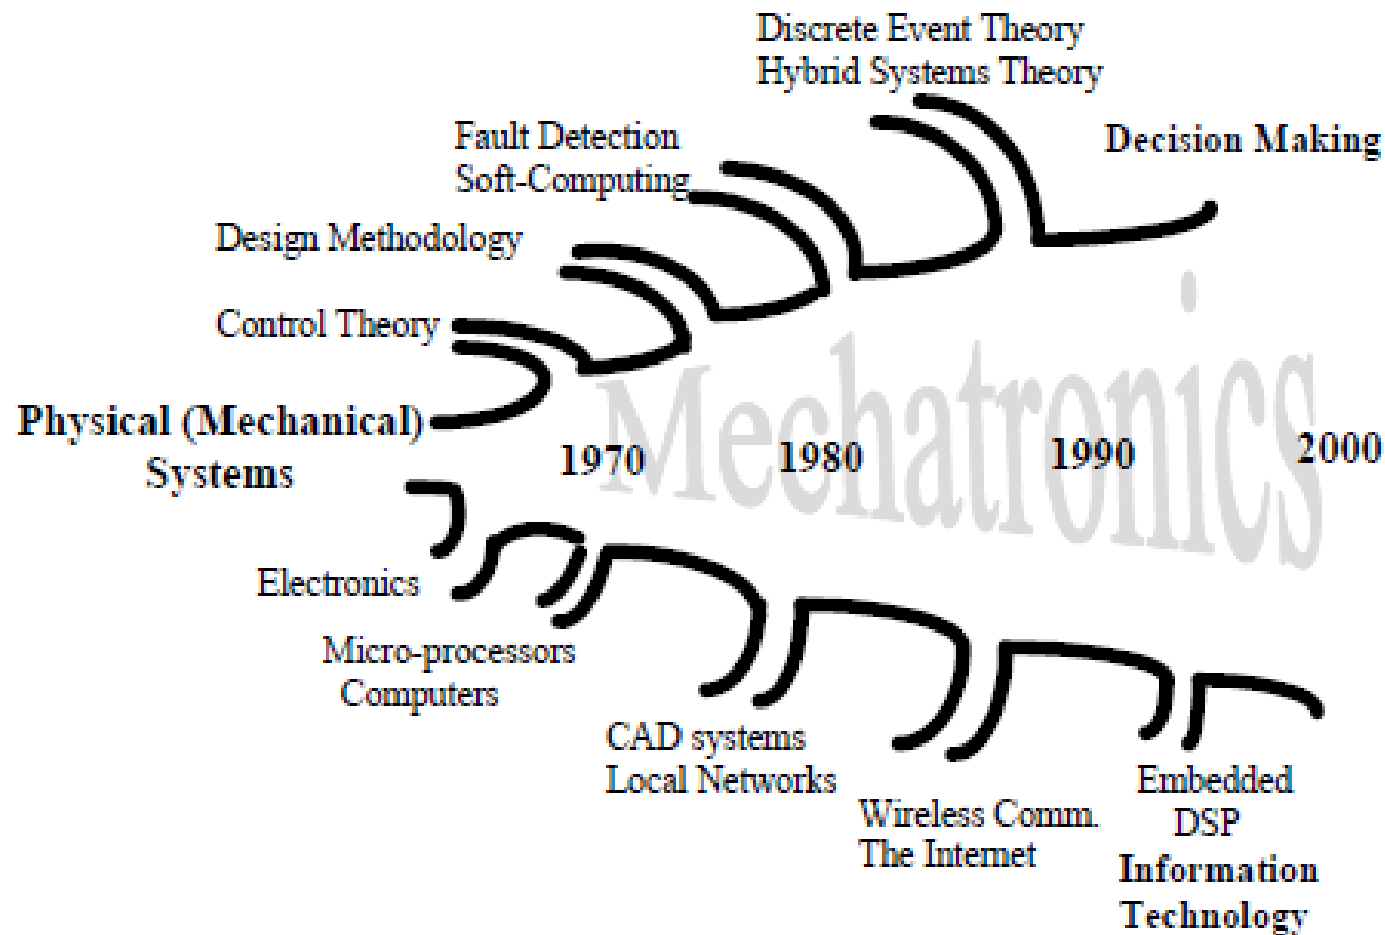 Discrete Event Theory
Hybrid Systems Theory
Decision Making
Fault Detection
Soft-Computing
Design Methodology
Control Theory
Physical (Mechanical)
Systems
Mechatronics
1970
1980
1990
2000
Electronics
Micro-processors
Computers
CAD systems
Local Networks
Wireless Comm.
The Internet
Embedded
DSP
Information
Technology